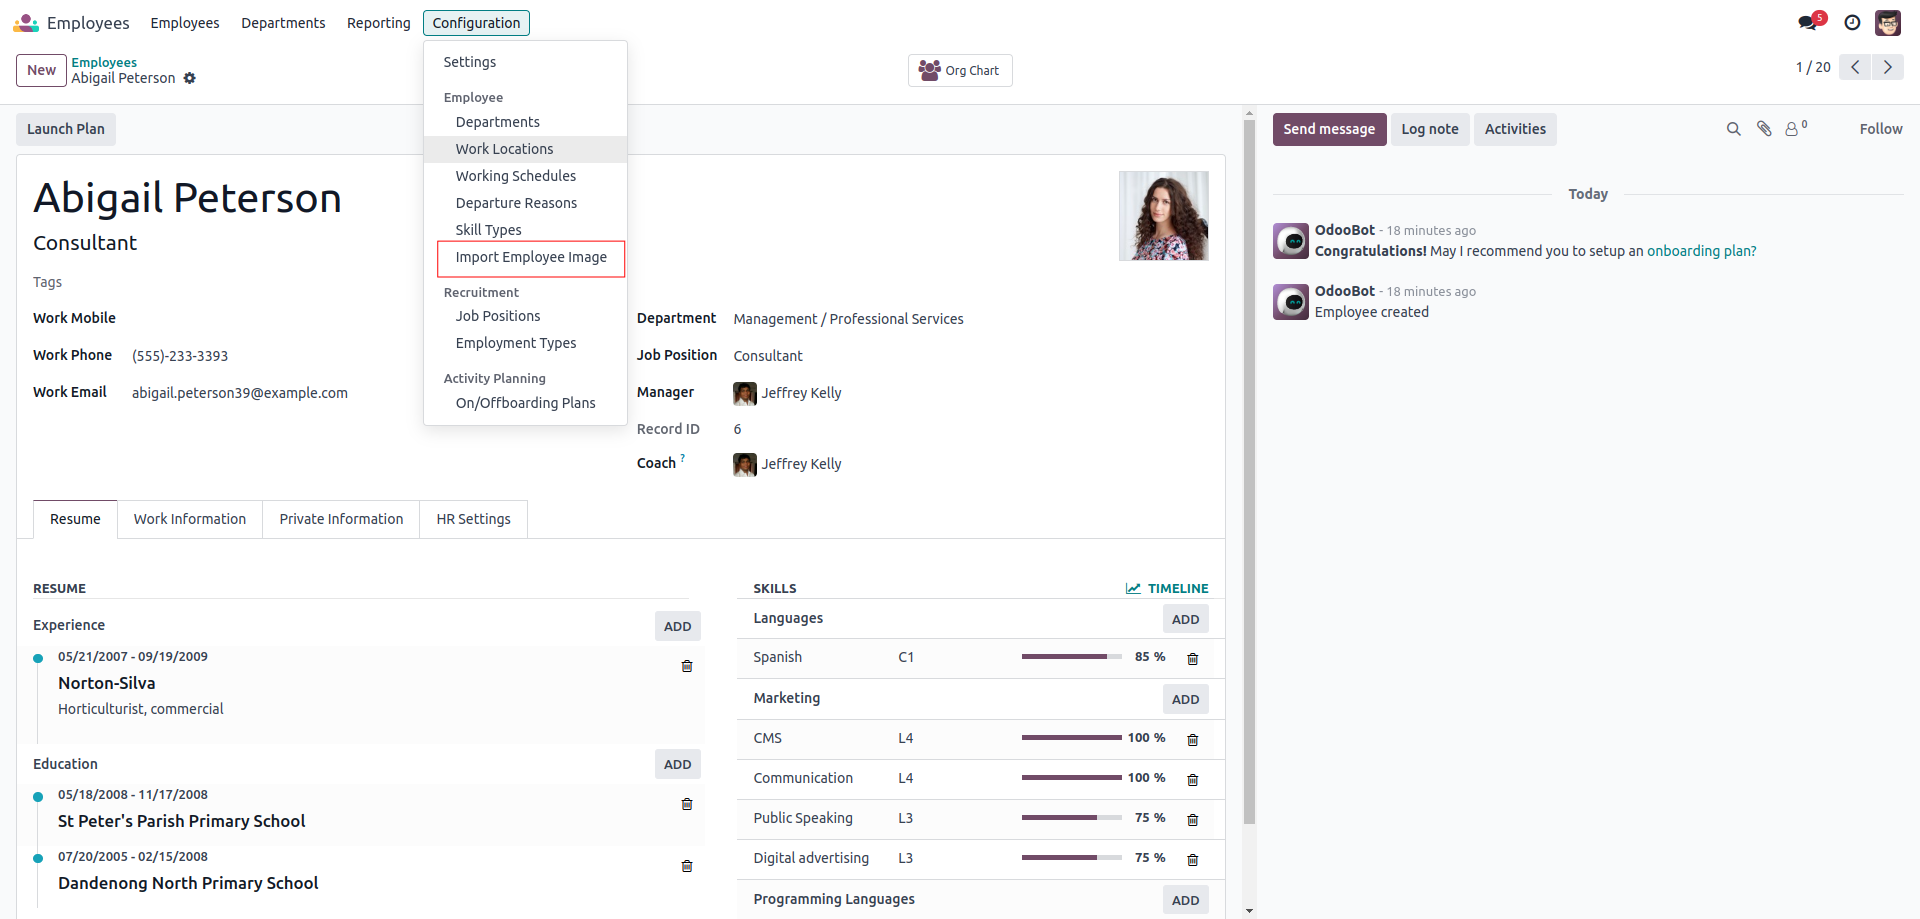 Employees Employees Departments Reporting Configuration 5
New Employees
Abigail Peterson
Org Chart
1 / 20
Settings
Employee
Departments
Work Locations
Working Schedules
Departure Reasons
Skill Types
Import Employee Image
Recruitment
Job Positions
Employment Types
Activity Planning
On/Offboarding Plans
Launch Plan
Abigail Peterson
Consultant
Tags
Work Mobile
Work Phone (555)-233-3393
Work Email abigail.peterson39@example.com
Department Management / Professional Services
Job Position Consultant
Manager Jeffrey Kelly
Record ID 6
Coach ? Jeffrey Kelly
Resume Work Information Private Information HR Settings
RESUME
Experience ADD
05/21/2007 - 09/19/2009
Norton-Silva
Horticulturist, commercial
Education ADD
05/18/2008 - 11/17/2008
St Peter's Parish Primary School
07/20/2005 - 02/15/2008
Dandenong North Primary School
SKILLS TIMELINE
Languages ADD
Spanish C1 85 %
Marketing ADD
CMS L4 100 %
Communication L4 100 %
Public Speaking L3 75 %
Digital advertising L3 75 %
Programming Languages ADD
Send message Log note Activities 0 Follow
Today
OdooBot - 18 minutes ago
Congratulations! May I recommend you to setup an onboarding plan?
OdooBot - 18 minutes ago
Employee created